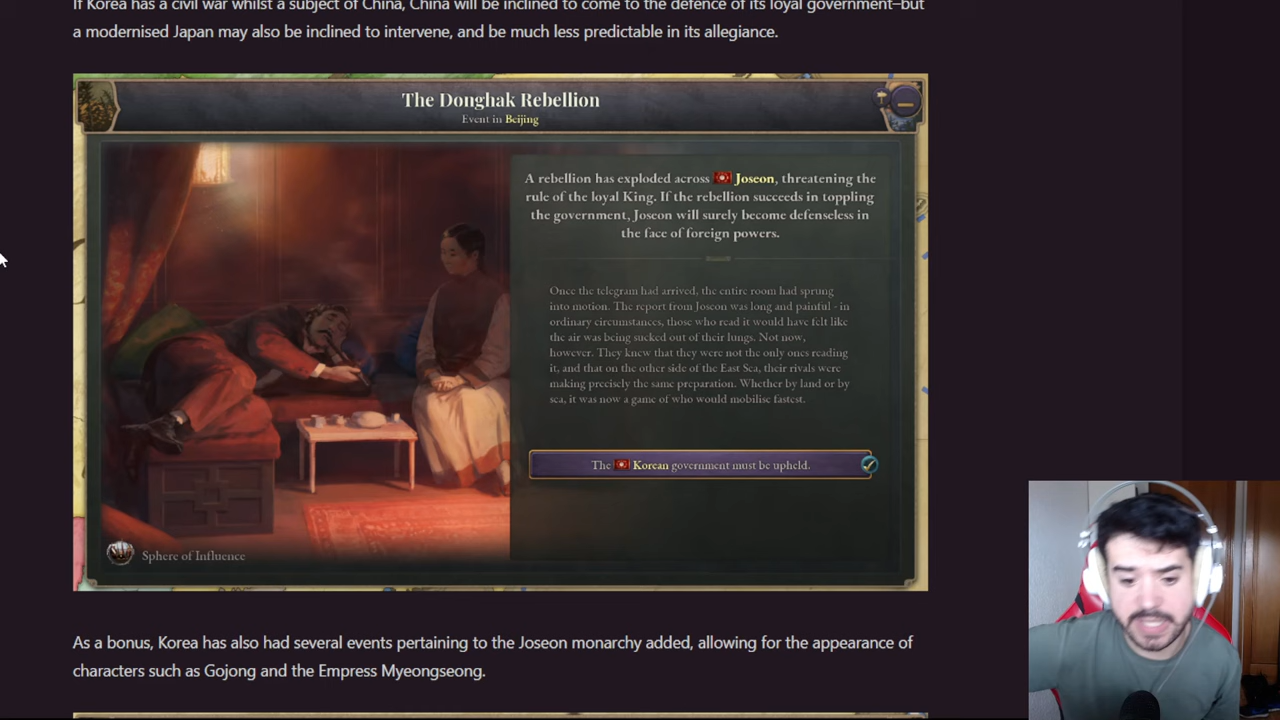 If Korea has a civil war whilst a subject of China, China will be inclined to come to the defence of its loyal government–but
a modernised Japan may also be inclined to intervene, and be much less predictable in its allegiance.
The Donghak Rebellion
Event in Beijing
A rebellion has exploded across Joseon, threatening the
rule of the loyal King. If the rebellion succeeds in toppling
the government, Joseon will surely become defenseless in
the face of foreign powers.
Once the telegram had arrived, the entire room had sprung
into motion. The report from Joseon was long and painful - in
ordinary circumstances, those who read it would have felt like
the air was being sucked out of their lungs. Not now,
however. They knew that they were not the only ones reading
it, and that on the other side of the East Sea, their rivals were
making precisely the same preparation. Whether by land or by
sea, it was now a game of who would mobilise fastest.
The Korean government must be upheld.
Sphere of Influence
As a bonus, Korea has also had several events pertaining to the Joseon monarchy added, allowing for the appearance of
characters such as Gojong and the Empress Myeongseong.